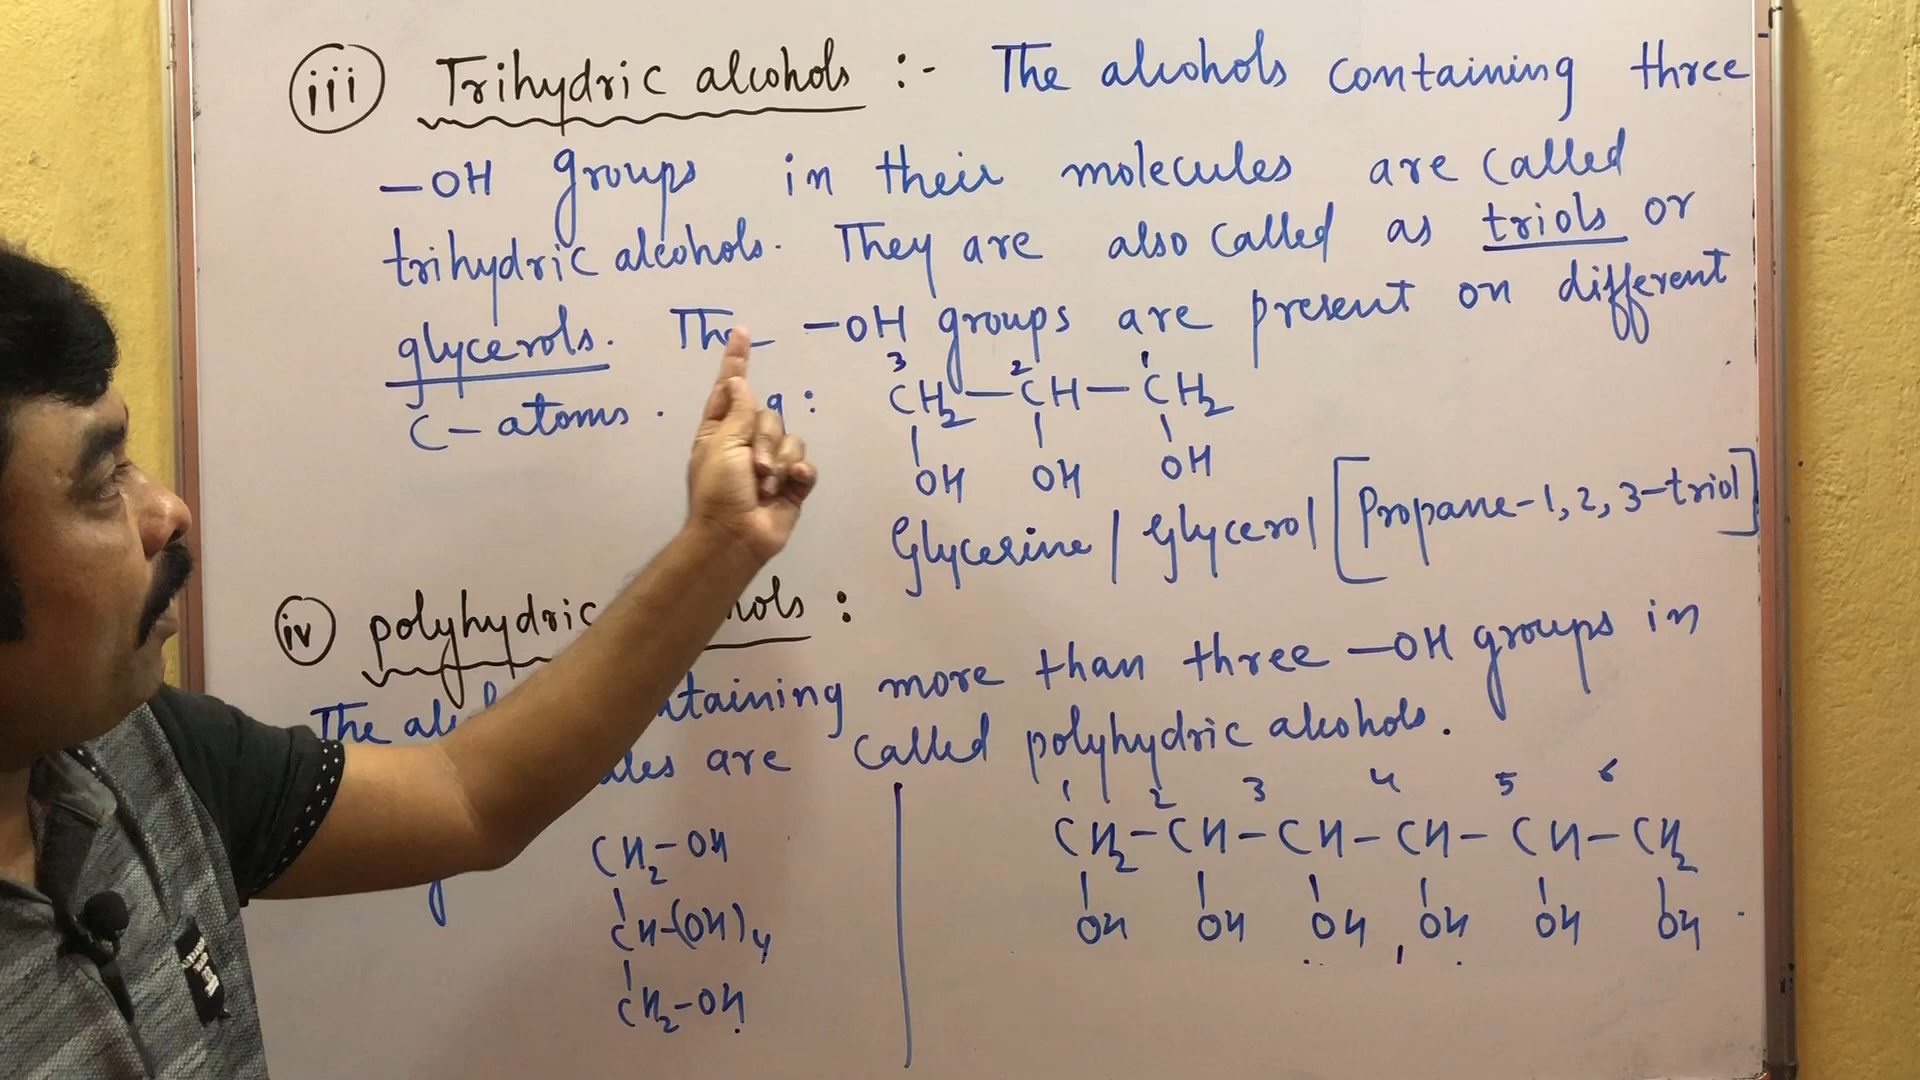 iii Trihydric alcohols :- The alcohols containing three
-OH groups in their molecules are called
trihydric alcohols. They are also called as triols or
glycerols. The -OH groups are present on different
C-atoms. g:
3 2 1
CH2-CH-CH2
OH OH OH
Glycerine / Glycerol [Propane-1,2,3-triol]
iv polyhydric :
The taining more than three -OH groups in
are called polyhydric alcohols.
CH2-OH
CH-(OH)4
CH2-OH
1 2 3 4 5 6
CH2-CH-CH-CH-CH-CH2
OH OH OH OH OH OH